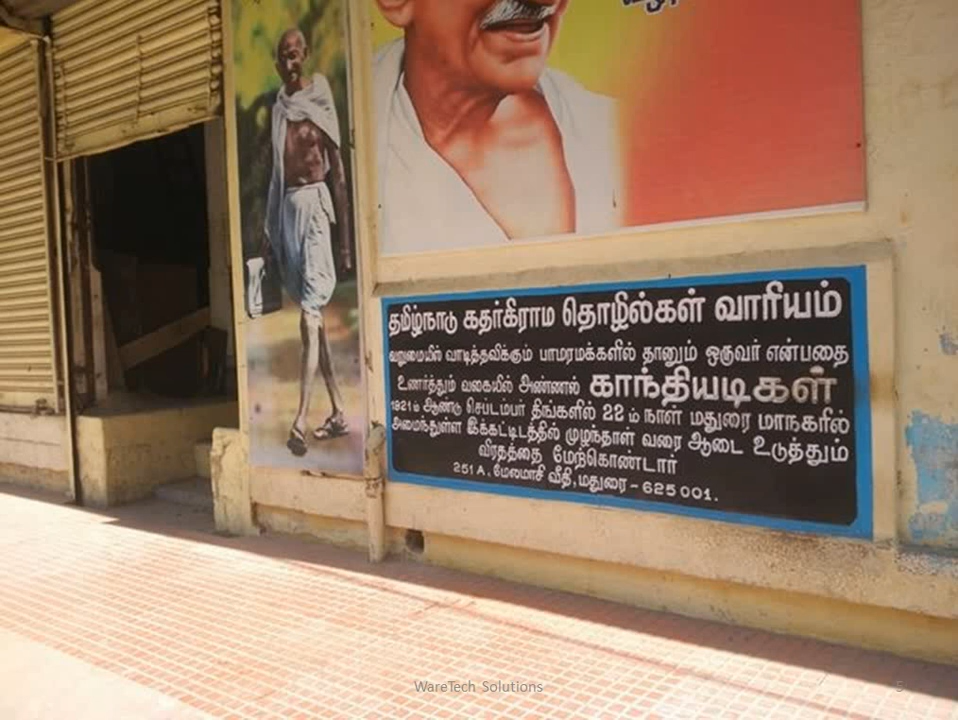 தமிழ்நாடு கதர்கிராம தொழில்கள் வாரியம்
வறுமையில் வாடித்தவிக்கும் பாமரமக்களில் தானும் ஒருவர் என்பதை
உணர்த்தும் வகையில் அண்ணல் காந்தியடிகள்
1921ம் ஆண்டு செப்டம்பர் திங்களில் 22ம் நாள் மதுரை மாநகரில்
அமைந்துள்ள இக்கட்டிடத்தில் முழந்தாள் வரை ஆடை உடுத்தும்
விரதத்தை மேற்கொண்டார்
251 A, மேலமாசி வீதி, மதுரை - 625 001.
WareTech Solutions
5